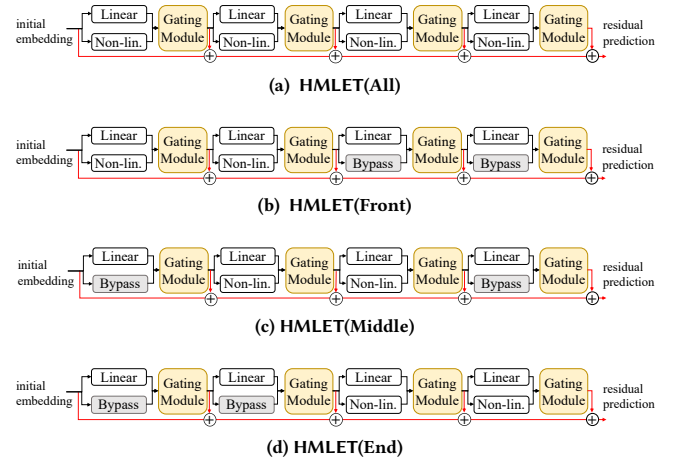 initial embedding Linear Non-lin. Gating Module Linear Non-lin. Gating Module Linear Non-lin. Gating Module Linear Non-lin. Gating Module residual prediction
(a) HMLET(All)
initial embedding Linear Non-lin. Gating Module Linear Non-lin. Gating Module Linear Bypass Gating Module Linear Bypass Gating Module residual prediction
(b) HMLET(Front)
initial embedding Linear Bypass Gating Module Linear Non-lin. Gating Module Linear Non-lin. Gating Module Linear Bypass Gating Module residual prediction
(c) HMLET(Middle)
initial embedding Linear Bypass Gating Module Linear Bypass Gating Module Linear Non-lin. Gating Module Linear Non-lin. Gating Module residual prediction
(d) HMLET(End)